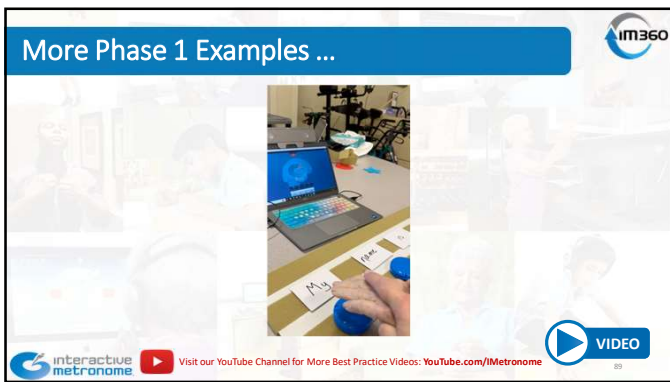 More Phase 1 Examples ...
IM360
My
name
interactive
metronome
Visit our YouTube Channel for More Best Practice Videos: YouTube.com/IMetronome
VIDEO
89